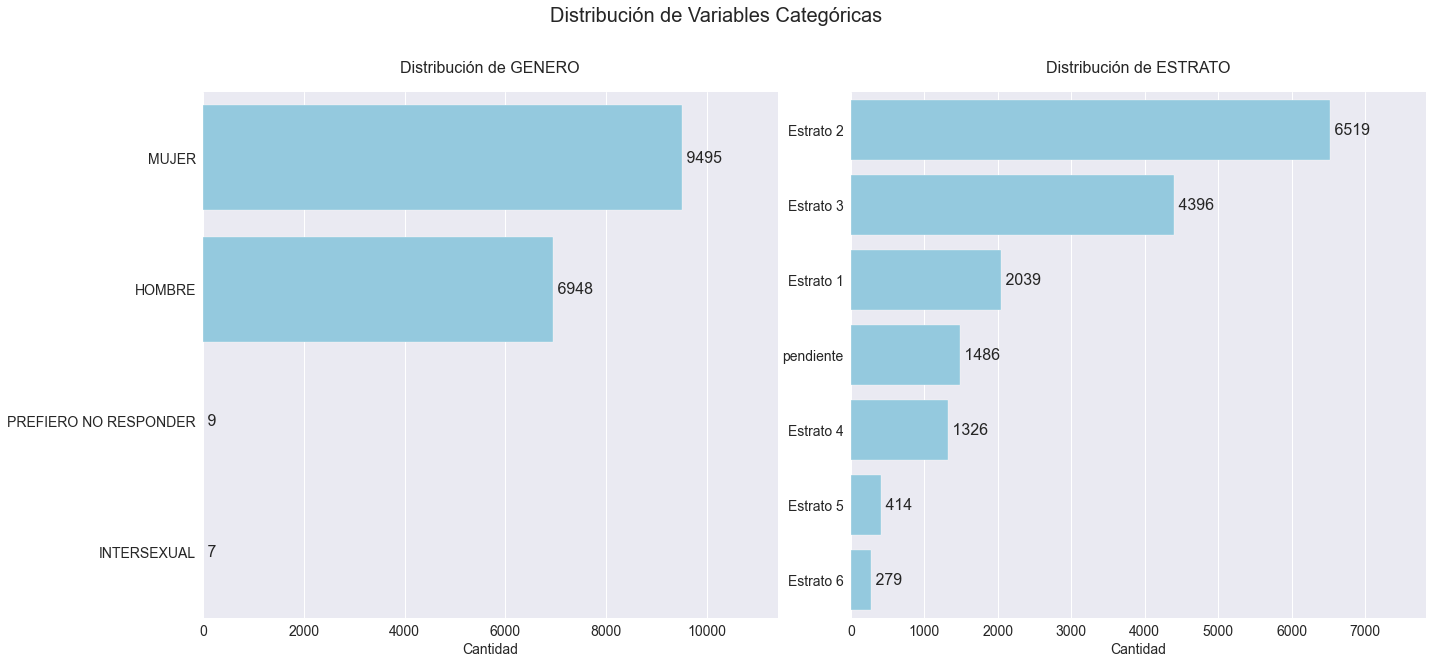 Distribución de Variables Categóricas
Distribución de GENERO
MUJER 9495
HOMBRE 6948
PREFIERO NO RESPONDER 9
INTERSEXUAL 7
0 2000 4000 6000 8000 10000
Cantidad
Distribución de ESTRATO
Estrato 2 6519
Estrato 3 4396
Estrato 1 2039
pendiente 1486
Estrato 4 1326
Estrato 5 414
Estrato 6 279
0 1000 2000 3000 4000 5000 6000 7000
Cantidad